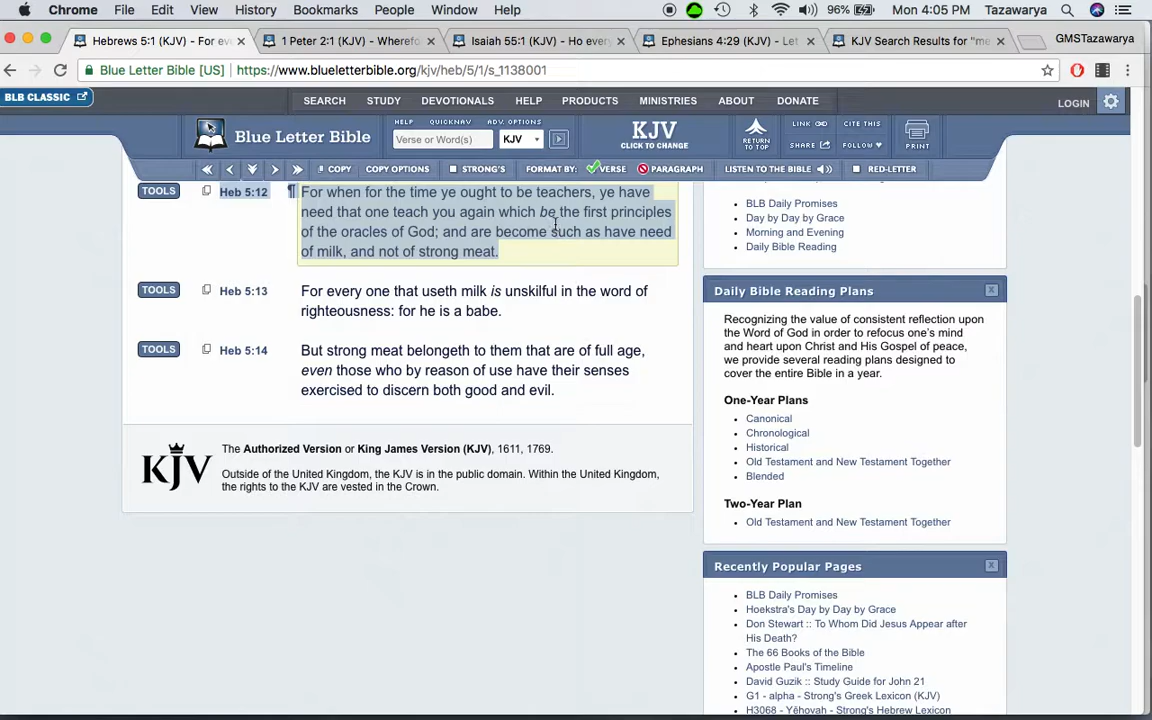 Chrome File Edit View History Bookmarks People Window Help 96% Mon 4:05 PM Tazawarya
Hebrews 5:1 (KJV) - For eve × 1 Peter 2:1 (KJV) - Wherefo × Isaiah 55:1 (KJV) - Ho every × Ephesians 4:29 (KJV) - Let × KJV Search Results for "me × GMSTazawarya
Blue Letter Bible [US] https://www.blueletterbible.org/kjv/heb/5/1/s_1138001
BLB CLASSIC
SEARCH STUDY DEVOTIONALS HELP PRODUCTS MINISTRIES ABOUT DONATE LOGIN
Blue Letter Bible
HELP QUICKNAV ADV. OPTIONS
Verse or Word(s) KJV
KJV
CLICK TO CHANGE
RETURN
TO TOP
LINK CITE THIS
SHARE FOLLOW
PRINT
COPY COPY OPTIONS STRONG'S FORMAT BY: VERSE PARAGRAPH LISTEN TO THE BIBLE RED-LETTER
TOOLS Heb 5:12 ¶ For when for the time ye ought to be teachers, ye have
need that one teach you again which be the first principles
of the oracles of God; and are become such as have need
of milk, and not of strong meat.
TOOLS Heb 5:13 For every one that useth milk is unskilful in the word of
righteousness: for he is a babe.
TOOLS Heb 5:14 But strong meat belongeth to them that are of full age,
even those who by reason of use have their senses
exercised to discern both good and evil.
KJV
The Authorized Version or King James Version (KJV), 1611, 1769.
Outside of the United Kingdom, the KJV is in the public domain. Within the United Kingdom,
the rights to the KJV are vested in the Crown.
BLB Daily Promises
Day by Day by Grace
Morning and Evening
Daily Bible Reading
Daily Bible Reading Plans
Recognizing the value of consistent reflection upon
the Word of God in order to refocus one's mind
and heart upon Christ and His Gospel of peace,
we provide several reading plans designed to
cover the entire Bible in a year.
One-Year Plans
Canonical
Chronological
Historical
Old Testament and New Testament Together
Blended
Two-Year Plan
Old Testament and New Testament Together
Recently Popular Pages
BLB Daily Promises
Hoekstra's Day by Day by Grace
Don Stewart :: To Whom Did Jesus Appear after
His Death?
The 66 Books of the Bible
Apostle Paul's Timeline
David Guzik :: Study Guide for John 21
G1 - alpha - Strong's Greek Lexicon (KJV)
H3068 - Yĕhovah - Strong's Hebrew Lexicon